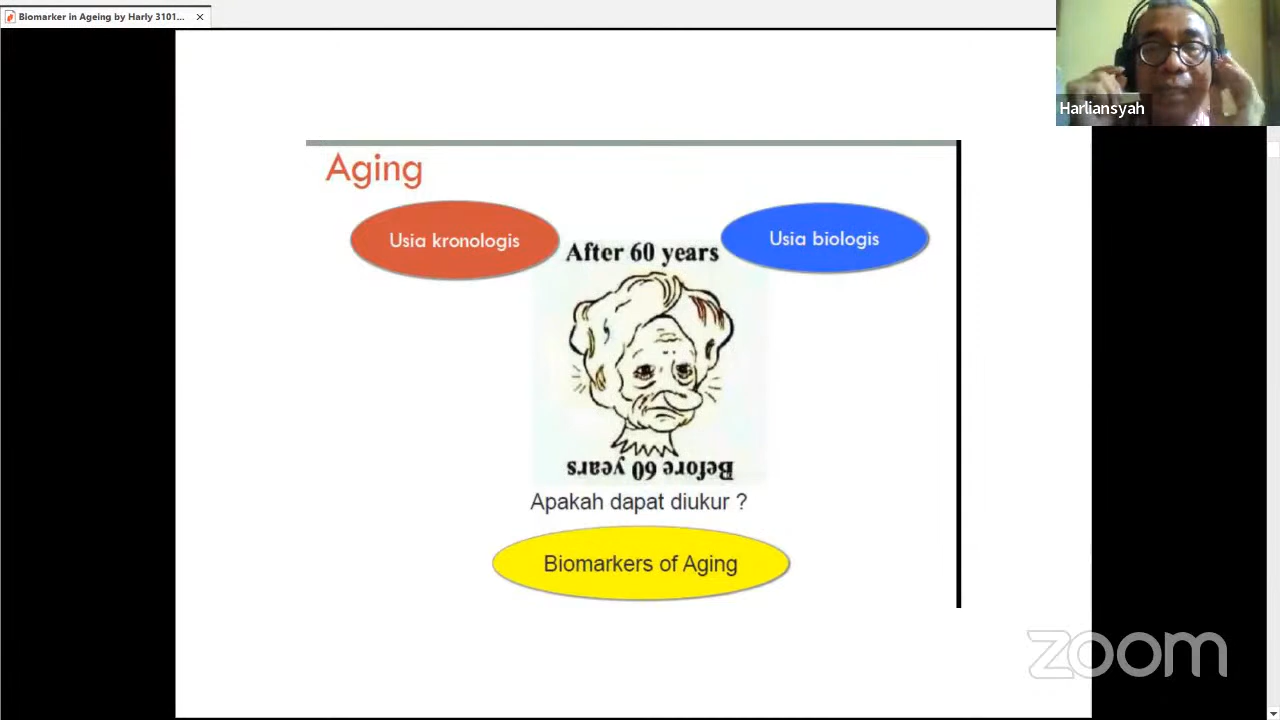 Biomarker in Ageing by Harly 3101...
Harliansyah
Aging
Usia kronologis
Usia biologis
After 60 years
Before 60 years
Apakah dapat diukur ?
Biomarkers of Aging
zoom